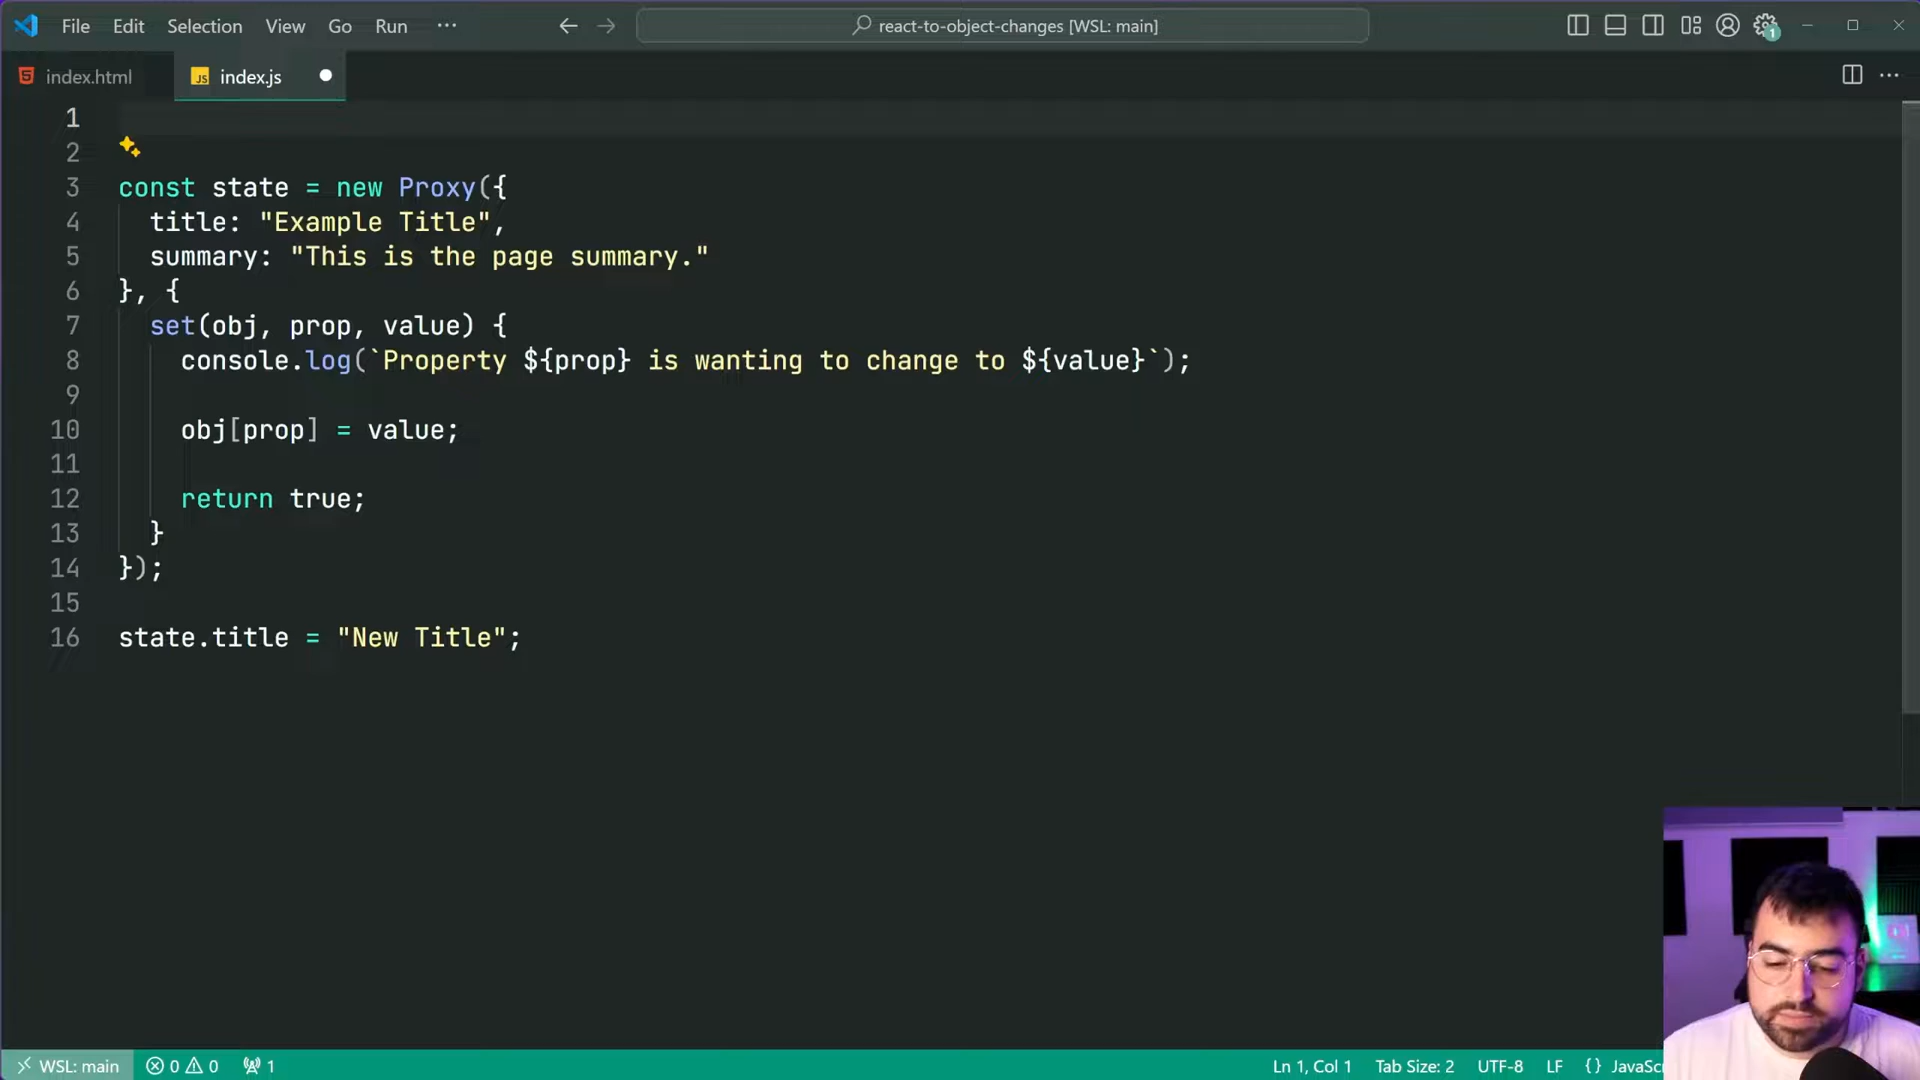 File Edit Selection View Go Run ··· react-to-object-changes [WSL: main] 1
index.html JS index.js
1
2
3 const state = new Proxy({
4 title: "Example Title",
5 summary: "This is the page summary."
6 }, {
7 set(obj, prop, value) {
8 console.log(`Property ${prop} is wanting to change to ${value}`);
9
10 obj[prop] = value;
11
12 return true;
13 }
14 });
15
16 state.title = "New Title";
WSL: main 0 0 1 Ln 1, Col 1 Tab Size: 2 UTF-8 LF {} JavaSc